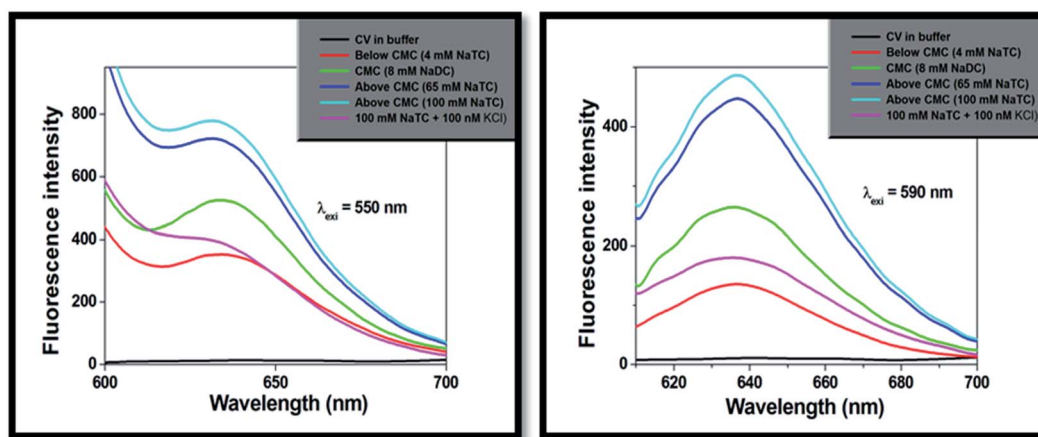 CV in buffer
Below CMC (4 mM NaTC)
CMC (8 mM NaDC)
Above CMC (65 mM NaTC)
Above CMC (100 mM NaTC)
100 mM NaTC + 100 nM KCl)
Fluorescence intensity
800
600
400
200
0
λexi = 550 nm
600
650
700
Wavelength (nm)
CV in buffer
Below CMC (4 mM NaTC)
CMC (8 mM NaDC)
Above CMC (65 mM NaTC)
Above CMC (100 mM NaTC)
100 mM NaTC + 100 nM KCl)
Fluorescence intensity
400
200
0
λexi = 590 nm
620
640
660
680
700
Wavelength (nm)